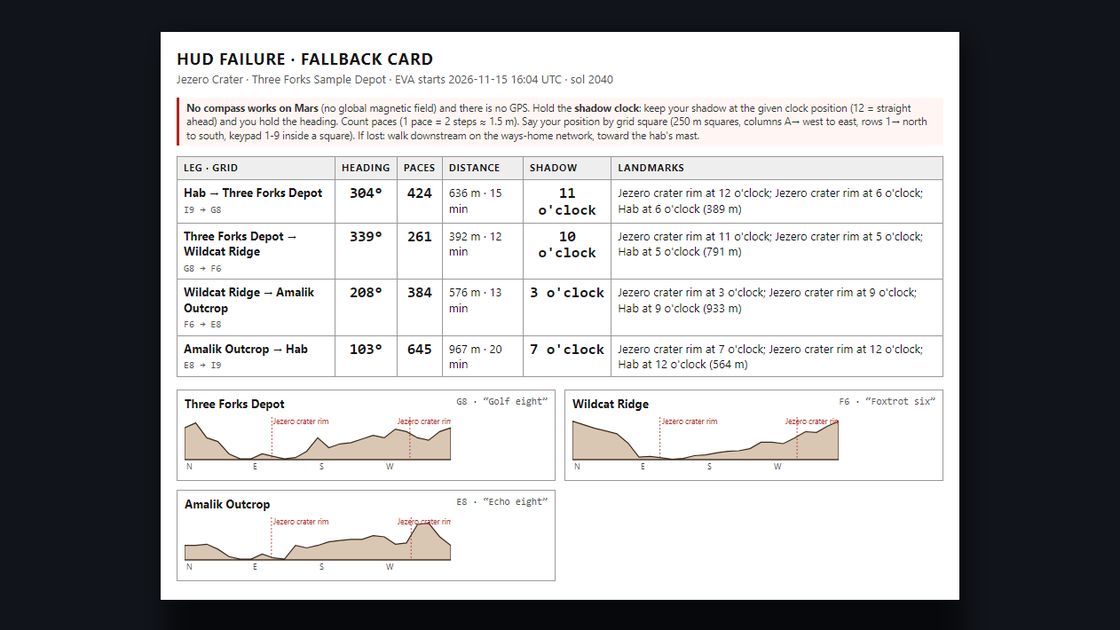 HUD FAILURE · FALLBACK CARD
Jezero Crater · Three Forks Sample Depot · EVA starts 2026-11-15 16:04 UTC · sol 2040
No compass works on Mars (no global magnetic field) and there is no GPS. Hold the shadow clock: keep your shadow at the given clock position (12 = straight
ahead) and you hold the heading. Count paces (1 pace = 2 steps ≈ 1.5 m). Say your position by grid square (250 m squares, columns A→ west to east, rows 1→ north
to south, keypad 1-9 inside a square). If lost: walk downstream on the ways-home network, toward the hab's mast.
LEG · GRID HEADING PACES DISTANCE SHADOW LANDMARKS
Hab → Three Forks Depot 304° 424 636 m · 15 11 Jezero crater rim at 12 o'clock; Jezero crater rim at 6 o'clock;
I9 → G8 min o'clock Hab at 6 o'clock (389 m)
Three Forks Depot → 339° 261 392 m · 12 10 Jezero crater rim at 11 o'clock; Jezero crater rim at 5 o'clock;
Wildcat Ridge min o'clock Hab at 5 o'clock (791 m)
G8 → F6
Wildcat Ridge → Amalik 208° 384 576 m · 13 3 o'clock Jezero crater rim at 3 o'clock; Jezero crater rim at 9 o'clock;
Outcrop min Hab at 9 o'clock (933 m)
F6 → E8
Amalik Outcrop → Hab 103° 645 967 m · 20 7 o'clock Jezero crater rim at 7 o'clock; Jezero crater rim at 12 o'clock;
E8 → I9 min Hab at 12 o'clock (564 m)
Three Forks Depot G8 · “Golf eight”
Jezero crater rim Jezero crater rim
N E S W
Wildcat Ridge F6 · “Foxtrot six”
Jezero crater rim Jezero crater rim
N E S W
Amalik Outcrop E8 · “Echo eight”
Jezero crater rim Jezero crater rim
N E S W